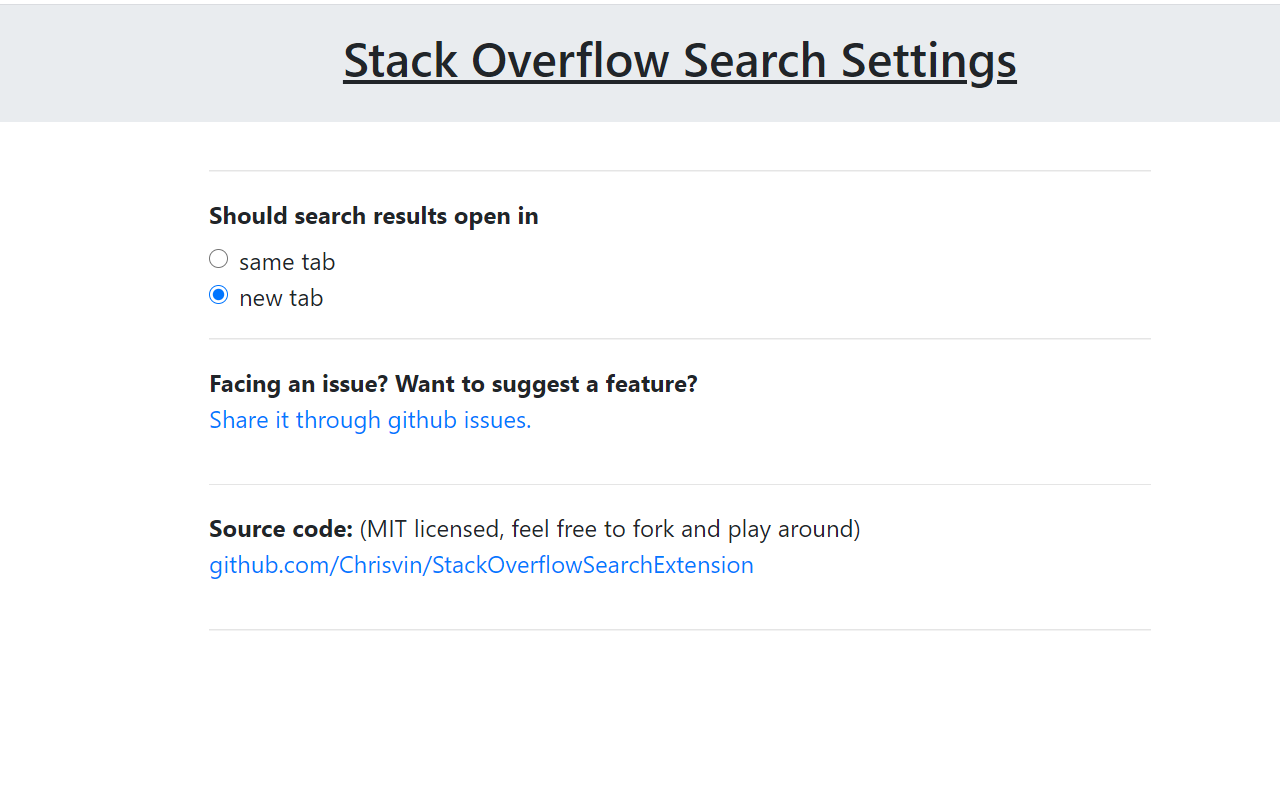 Stack Overflow Search Settings
Should search results open in
same tab
new tab
Facing an issue? Want to suggest a feature?
Share it through github issues.
Source code: (MIT licensed, feel free to fork and play around)
github.com/Chrisvin/StackOverflowSearchExtension